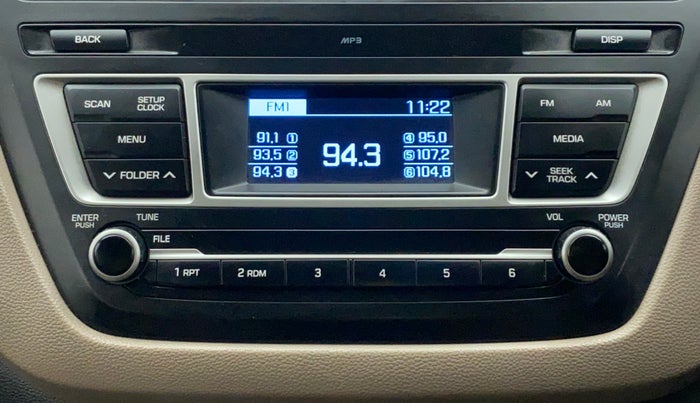 BACK MP3 DISP
SCAN SETUP CLOCK FM1 11:22 FM AM
MENU 91.1 1 4 95.0 MEDIA
93.5 2 94.3 5 107.2
FOLDER 94.3 3 6 104.8 SEEK TRACK
ENTER PUSH TUNE VOL POWER PUSH
FILE
1 RPT 2 RDM 3 4 5 6